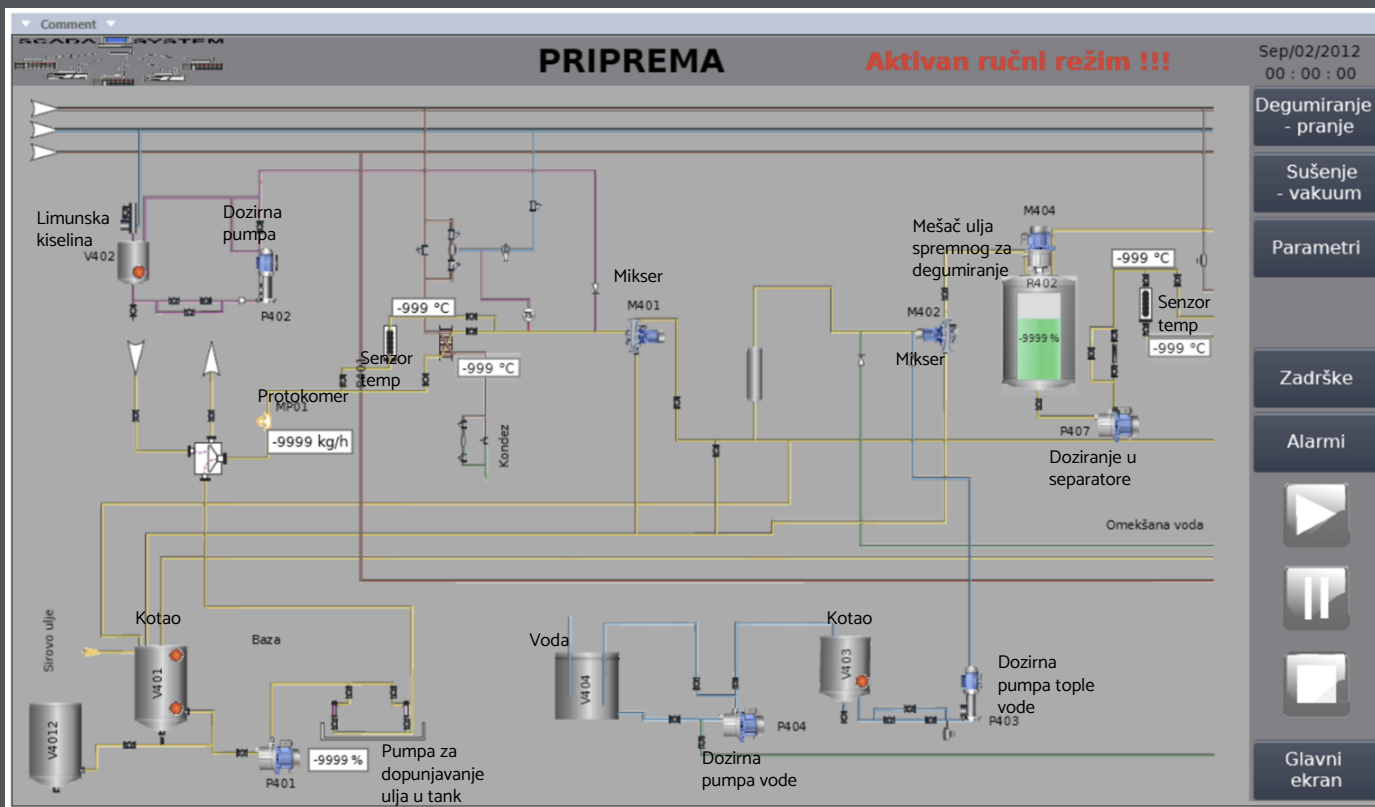 Comment
SCADA SYSTEM
PRIPREMA
Aktivan ručni režim !!!
Sep/02/2012
00 : 00 : 00
Degumiranje
- pranje
Sušenje
- vakuum
Parametri
Zadrške
Alarmi
Glavni
ekran
Limunska
kiselina
V402
Dozirna
pumpa
P402
-999 °C
Senzor
temp
-999 °C
Protokomer
MP01
-9999 kg/h
Kondez
Mikser
M401
Mešač ulja
spremnog za
degumiranje
M404
R402
-9999 %
M402
Mikser
-999 °C
Senzor
temp
-999 °C
P407
Doziranje u
separatore
Omekšana voda
Sirovo ulje
Kotao
V401
V4012
Baza
P401
-9999 %
Pumpa za
dopunjavanje
ulja u tank
Voda
V404
P404
Dozirna
pumpa vode
Kotao
V403
Dozirna
pumpa tople
vode
P403